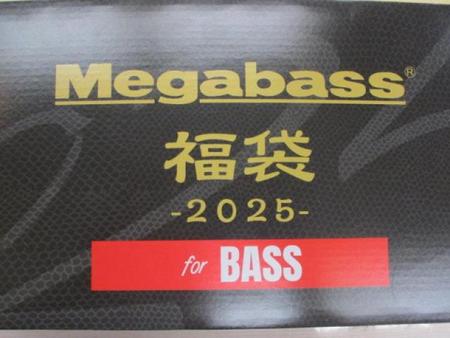 Megabass®
福袋
-2025-
for BASS